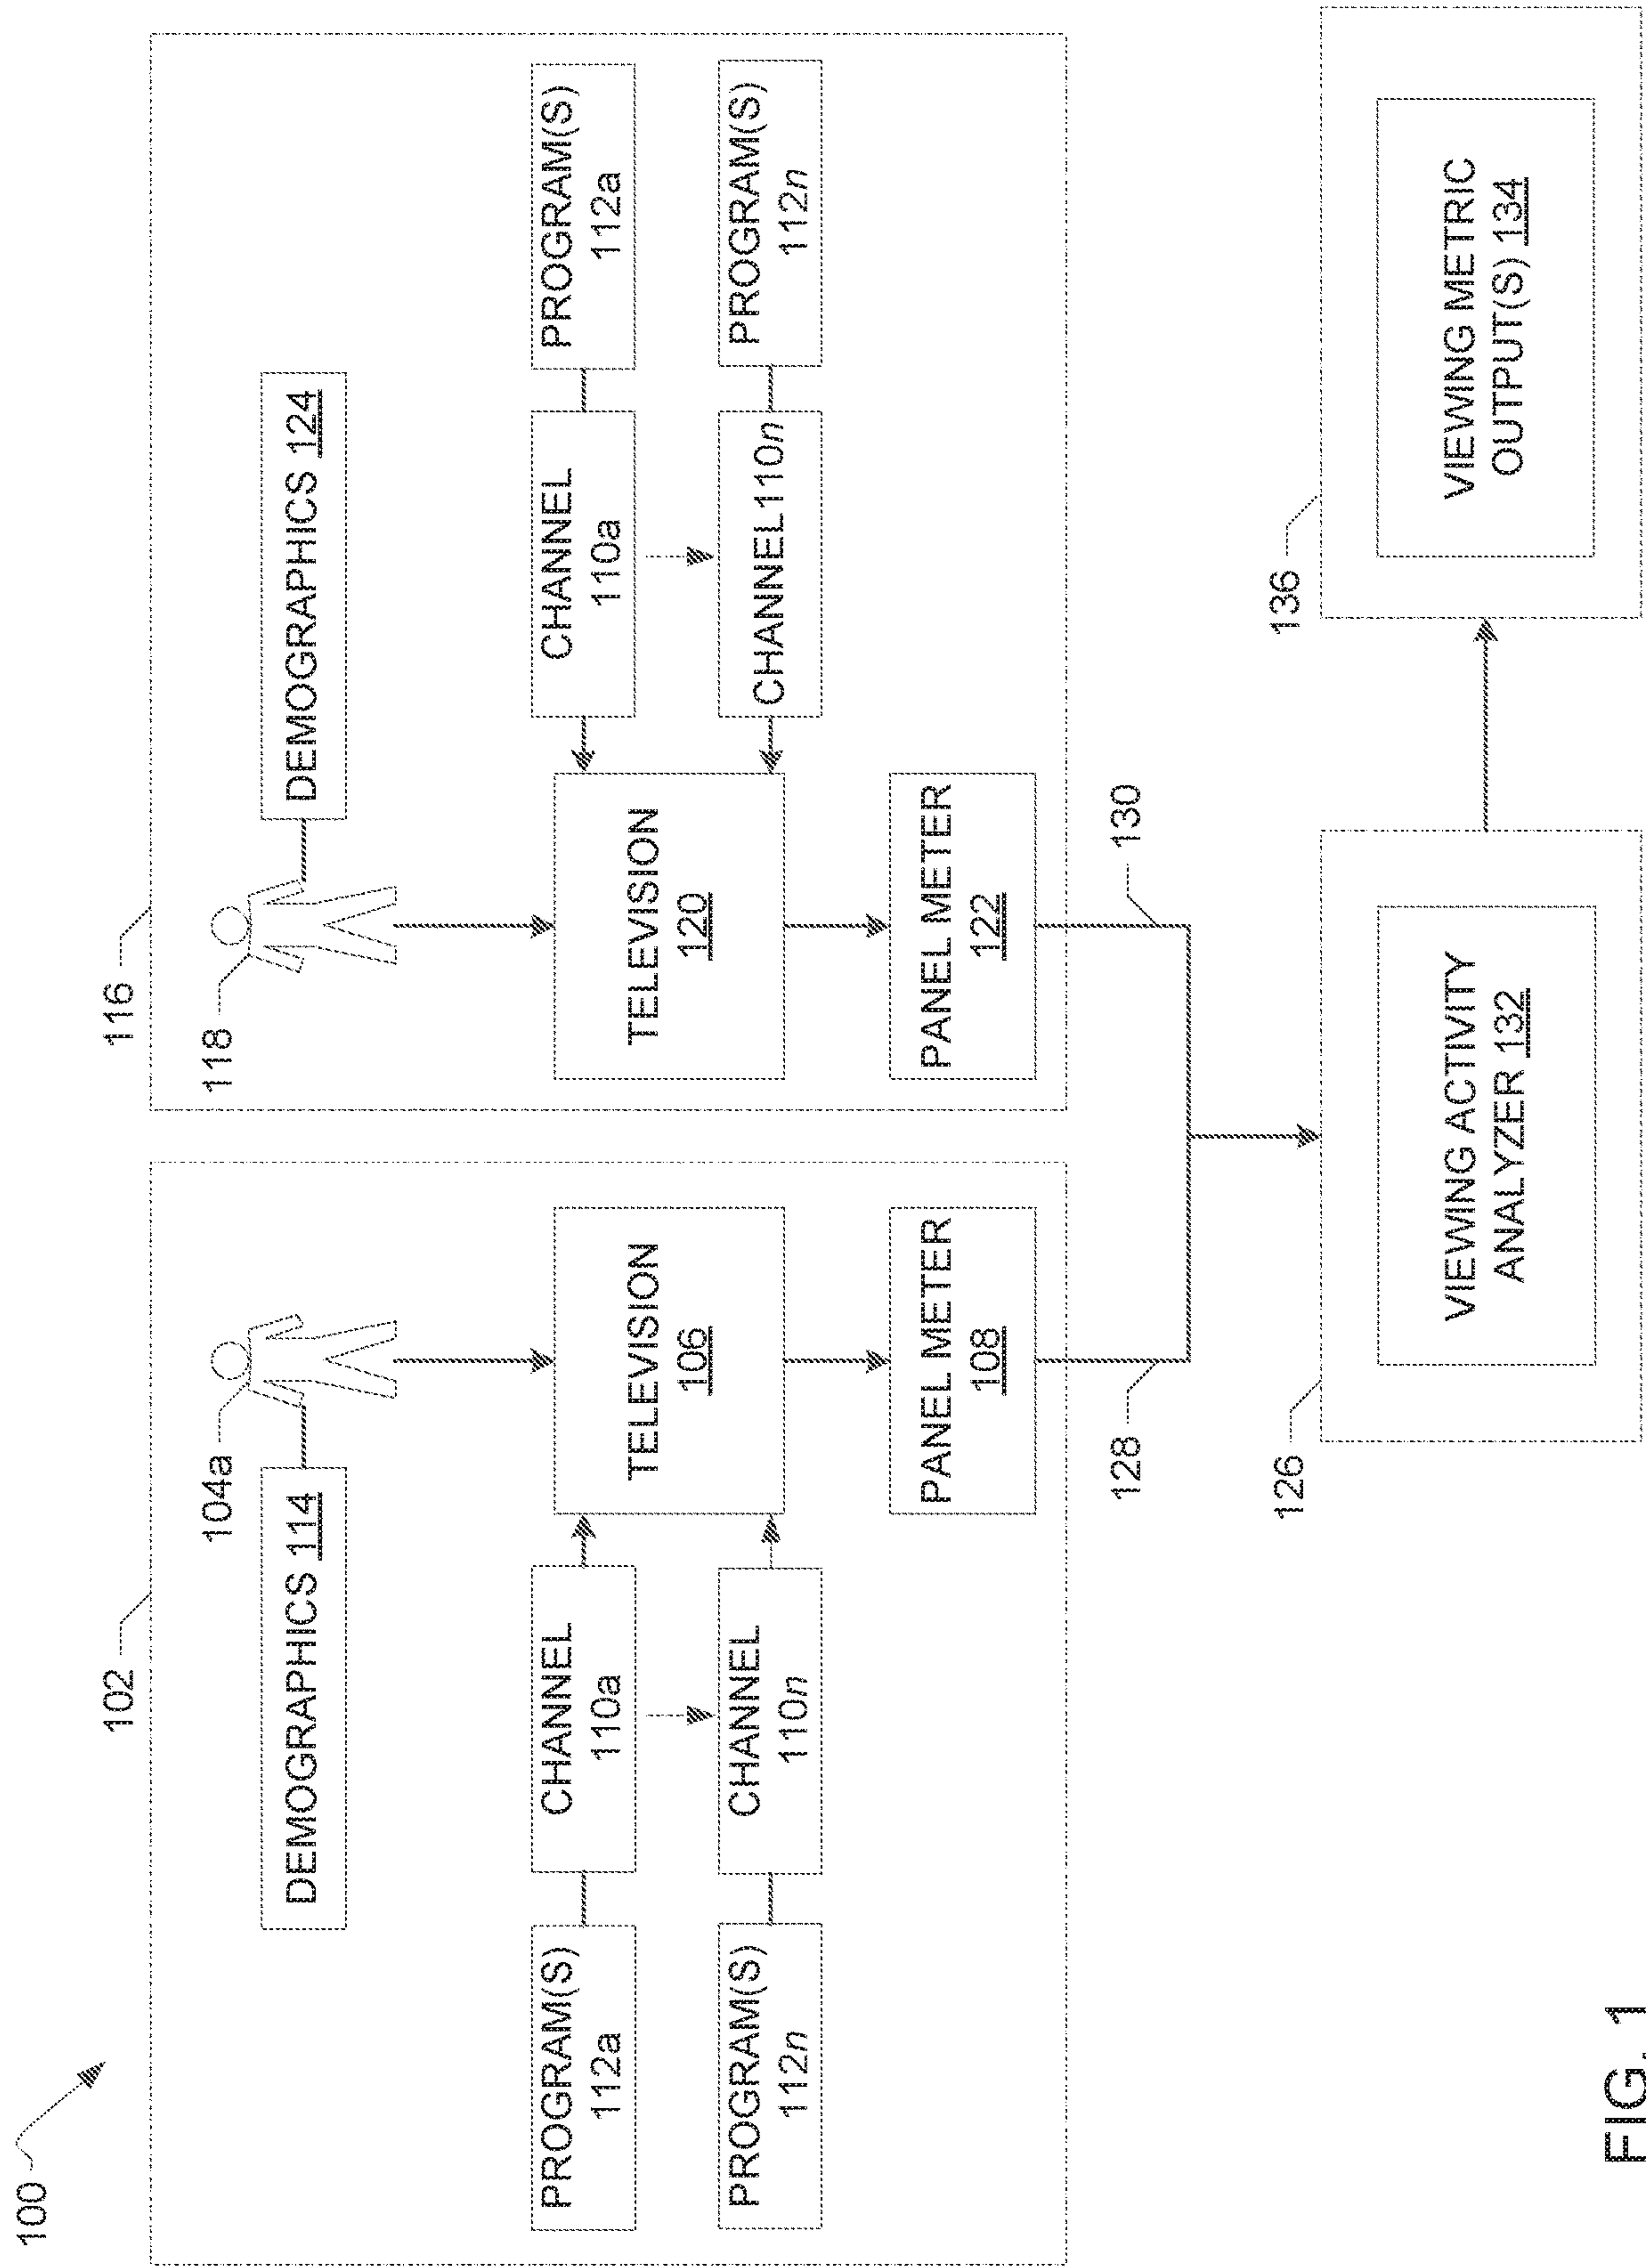 100
102
104a
DEMOGRAPHICS 114
PROGRAM(S)
112a
CHANNEL
110a
PROGRAM(S)
112n
CHANNEL
110n
TELEVISION
106
PANEL METER
108
116
118
DEMOGRAPHICS 124
TELEVISION
120
CHANNEL
110a
PROGRAM(S)
112a
CHANNEL110n
PROGRAM(S)
112n
PANEL METER
122
128
130
126
VIEWING ACTIVITY
ANALYZER 132
136
VIEWING METRIC
OUTPUT(S) 134
FIG. 1